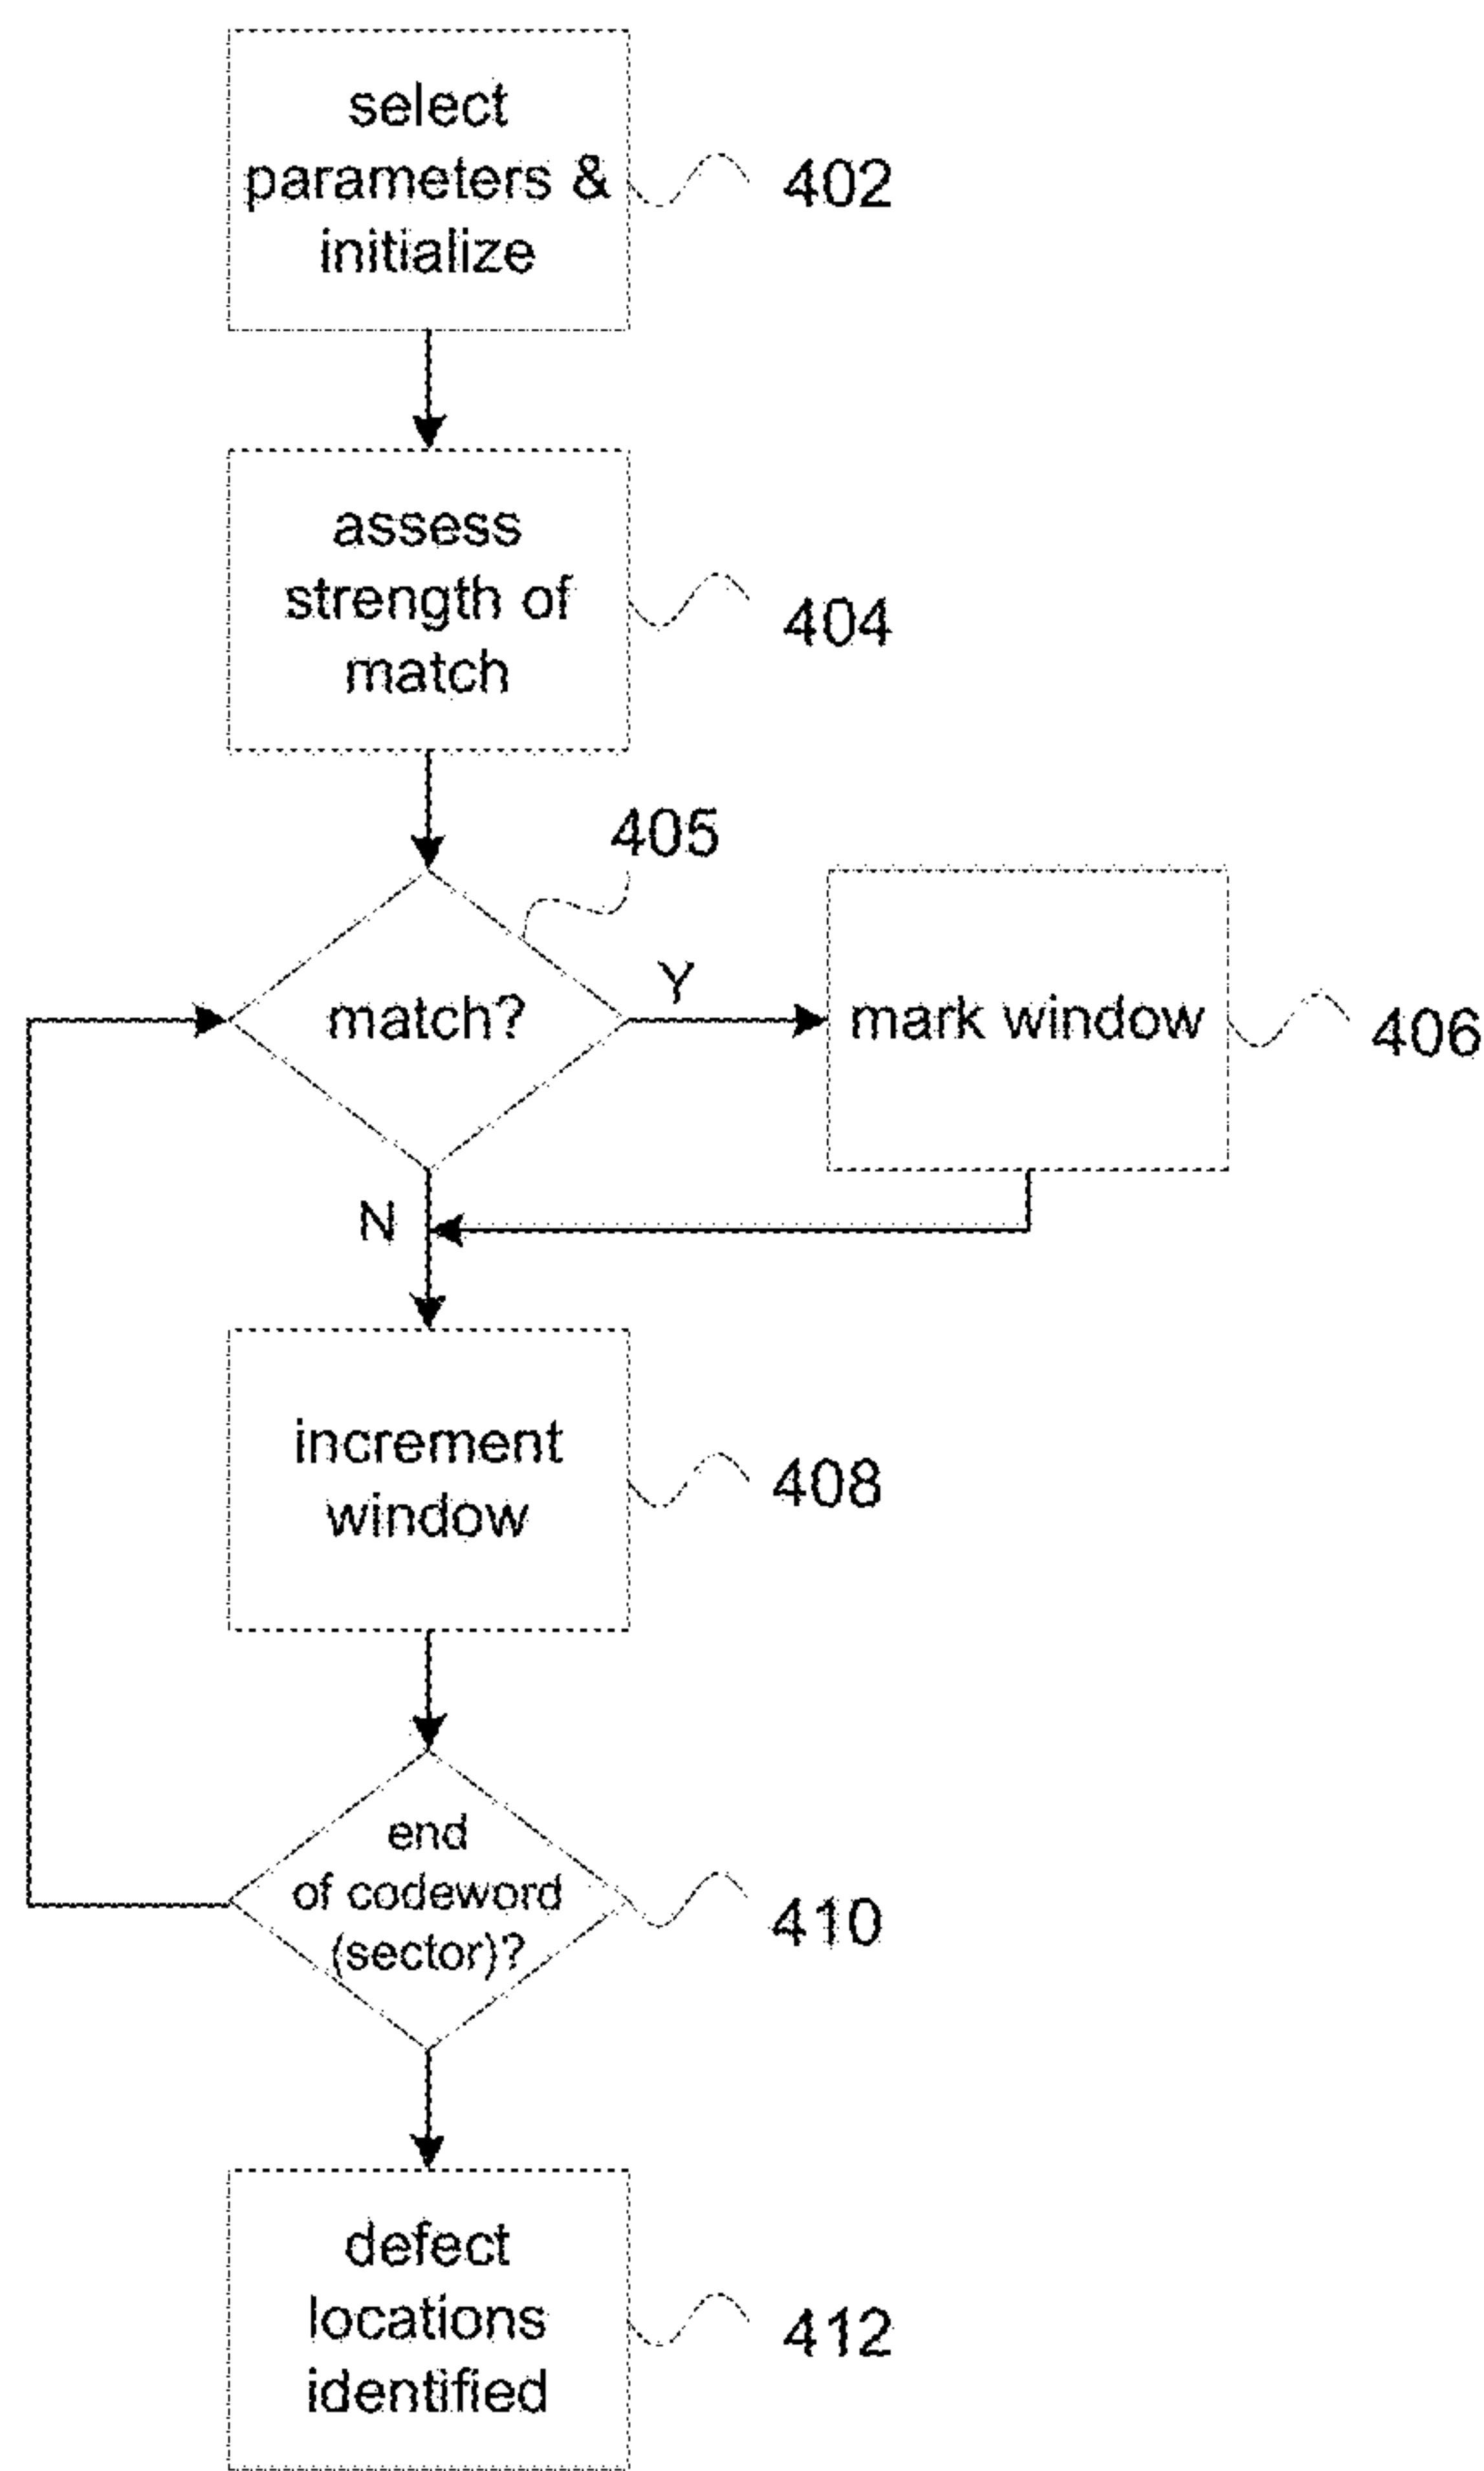 select
parameters &
initialize
402
assess
strength of
match
404
405
match?
Y
mark window
406
N
increment
window
408
end
of codeword
(sector)?
410
defect
locations
identified
412